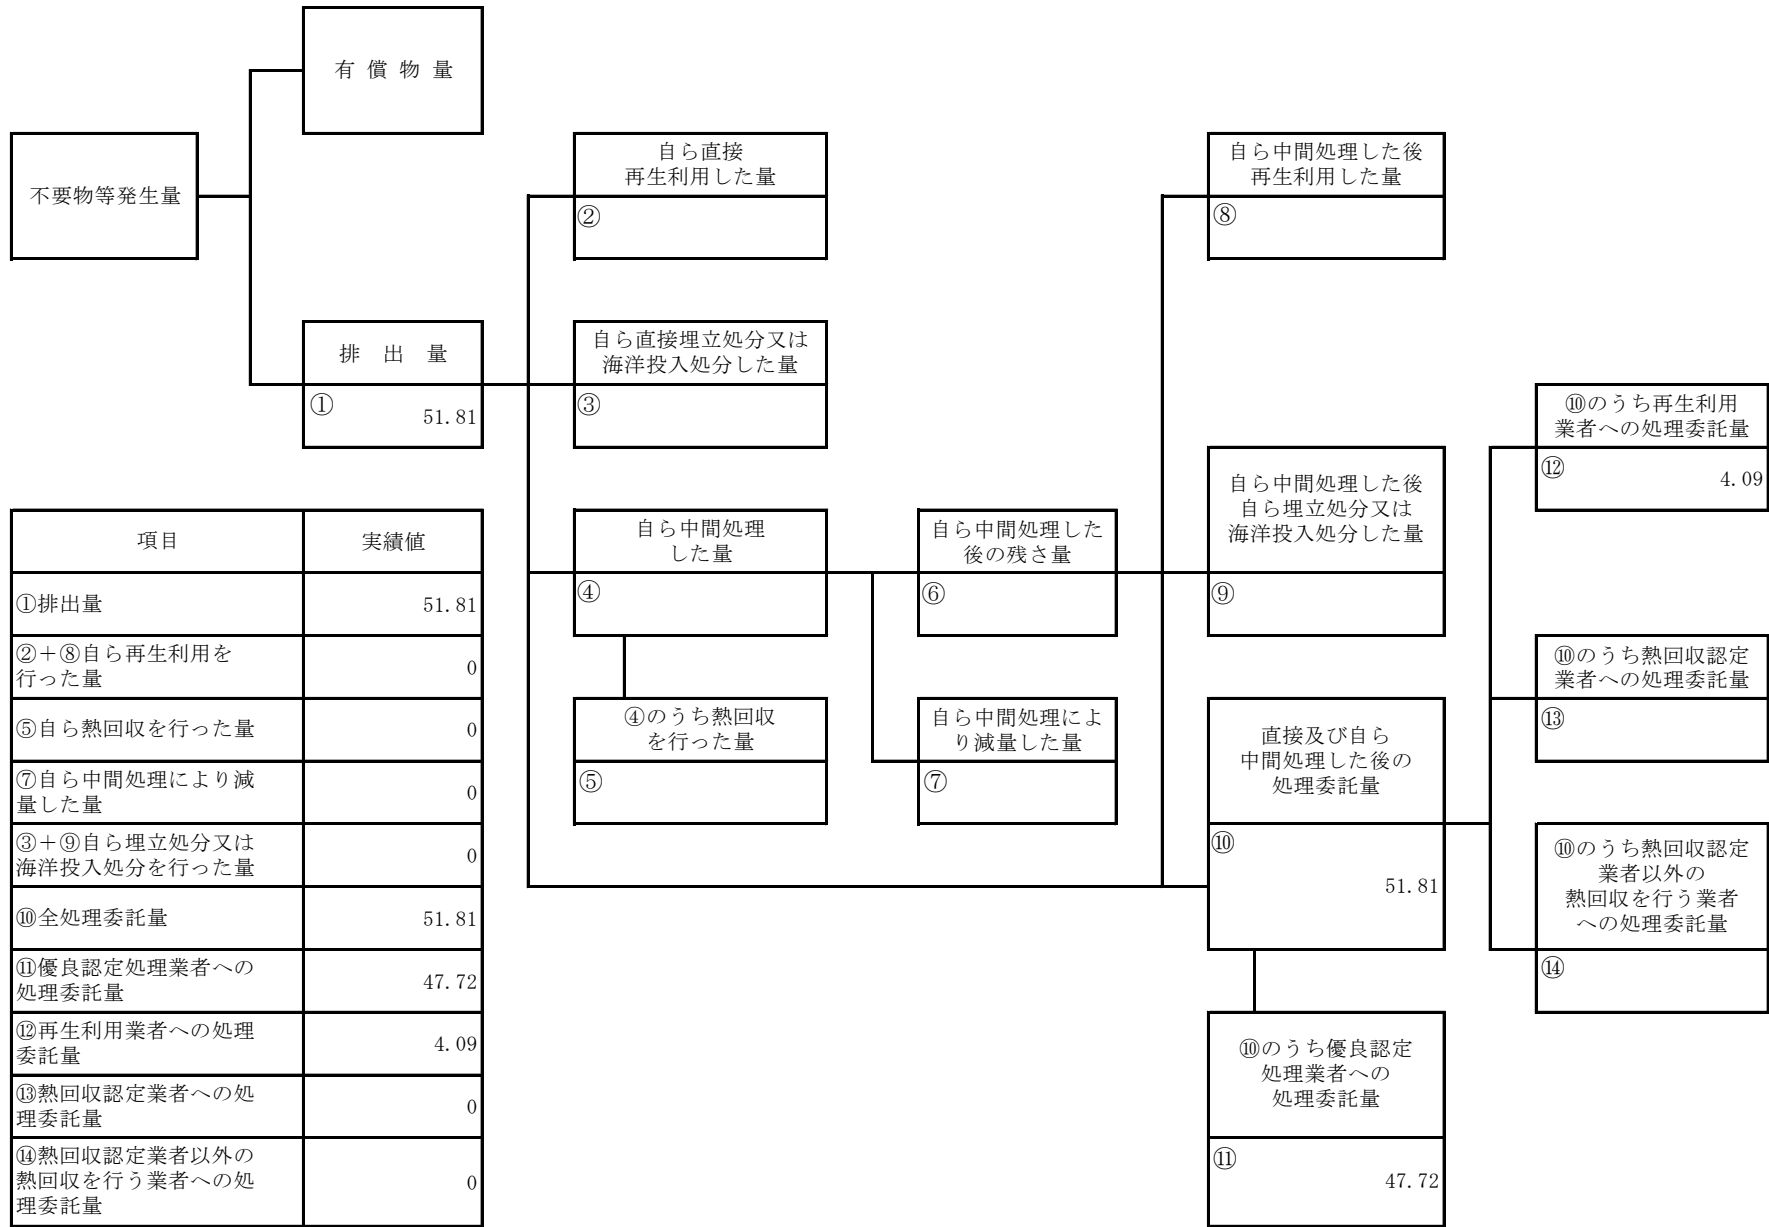 有償物量
不要物等発生量
排出量
①
51.81
自ら直接
再生利用した量
②
自ら直接埋立処分又は
海洋投入処分した量
③
自ら中間処理
した量
④
④のうち熱回収
を行った量
⑤
自ら中間処理した
後の残さ量
⑥
自ら中間処理によ
り減量した量
⑦
自ら中間処理した後
再生利用した量
⑧
自ら中間処理した後
自ら埋立処分又は
海洋投入処分した量
⑨
直接及び自ら
中間処理した後の
処理委託量
⑩
51.81
⑩のうち優良認定
処理業者への
処理委託量
⑪
47.72
⑩のうち再生利用
業者への処理委託量
⑫
4.09
⑩のうち熱回収認定
業者への処理委託量
⑬
⑩のうち熱回収認定
業者以外の
熱回収を行う業者
への処理委託量
⑭
項目 実績値
①排出量 51.81
②+⑧自ら再生利用を
行った量 0
⑤自ら熱回収を行った量 0
⑦自ら中間処理により減
量した量 0
③+⑨自ら埋立処分又は
海洋投入処分を行った量 0
⑩全処理委託量 51.81
⑪優良認定処理業者への
処理委託量 47.72
⑫再生利用業者への処理
委託量 4.09
⑬熱回収認定業者への処
理委託量 0
⑭熱回収認定業者以外の
熱回収を行う業者への処
理委託量 0